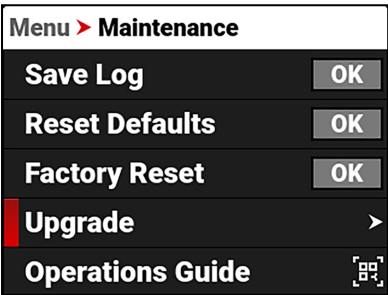 Menu ➤ Maintenance
Save Log OK
Reset Defaults OK
Factory Reset OK
Upgrade ➤
Operations Guide